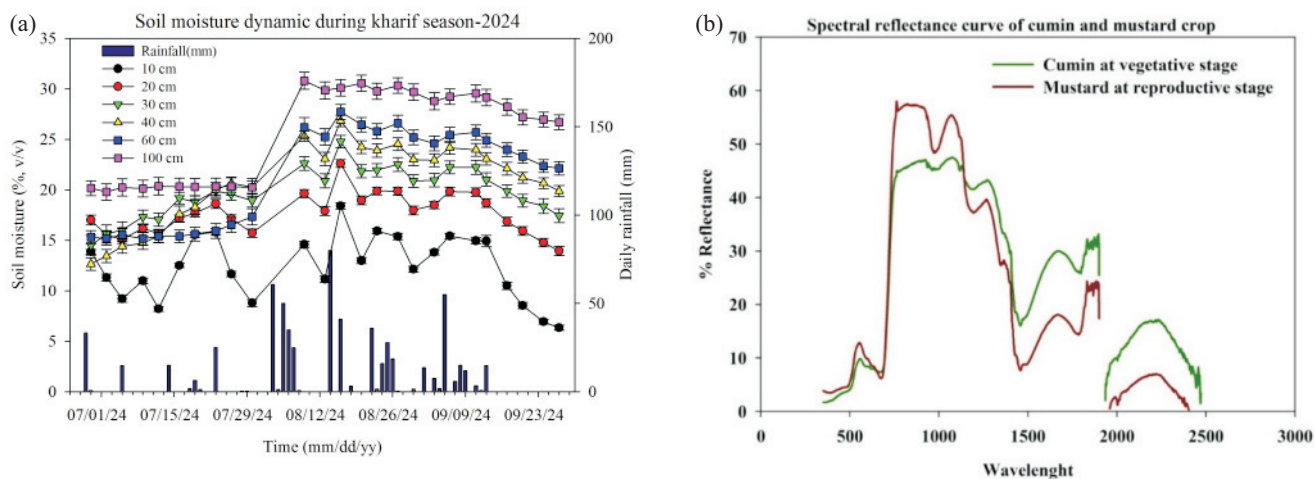 (a)
Soil moisture dynamic during kharif season-2024
35
30
25
20
15
10
5
0
Soil moisture (%, v/v)
Rainfall(mm)
10 cm
20 cm
30 cm
40 cm
60 cm
100 cm
200
150
100
50
0
Daily rainfall (mm)
07/01/24 07/15/24 07/29/24 08/12/24 08/26/24 09/09/24 09/23/24
Time (mm/dd/yy)
(b)
Spectral reflectance curve of cumin and mustard crop
70
60
50
40
30
20
10
0
% Reflectance
Cumin at vegetative stage
Mustard at reproductive stage
0 500 1000 1500 2000 2500 3000
Wavelenght